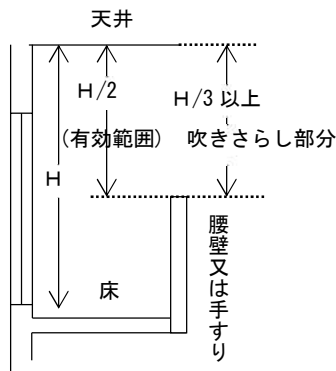 天井
H/2
H/3 以上
(有効範囲)
吹きさらし部分
H
床
腰壁又は手すり